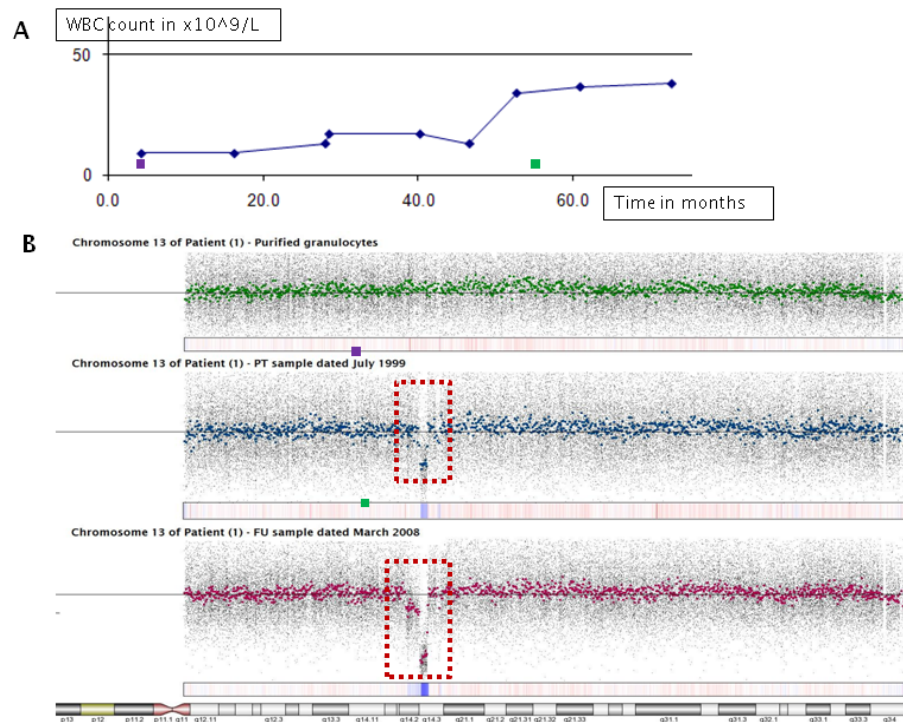 A
WBC count in x10^9/L
50
0
0.0 20.0 40.0 60.0
Time in months
B
Chromosome 13 of Patient (1) - Purified granulocytes
Chromosome 13 of Patient (1) - PT sample dated July 1999
Chromosome 13 of Patient (1) - FU sample dated March 2008
p13 p12 p11.2 p11.1 q11 q12.11 q12.3 q13.3 q14.11 q14.2 q14.3 q21.1 q21.2 q21.31 q21.32 q21.33 q31.1 q31.3 q32.1 q33.1 q33.3 q34